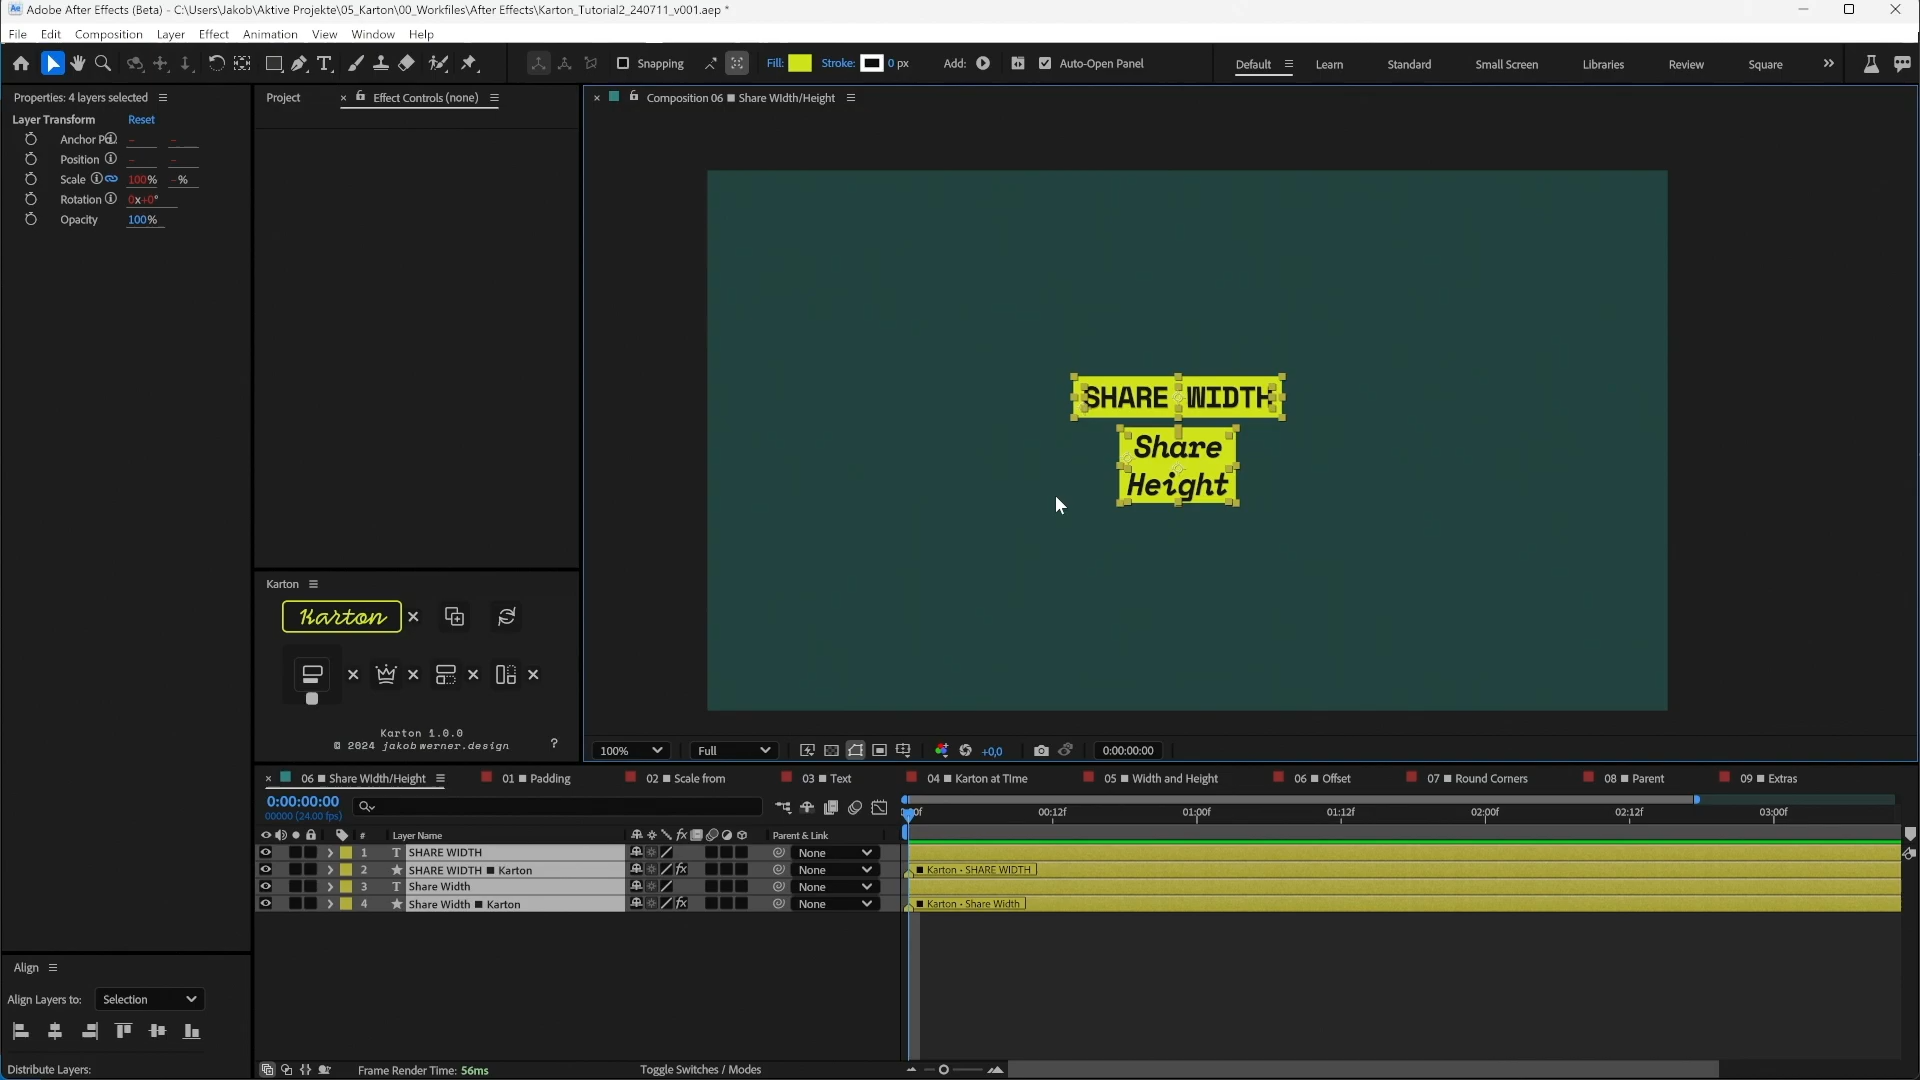 Adobe After Effects (Beta) - C:\Users\Jakob\Aktive Projekte\05_Karton\00_Workfiles\After Effects\Karton_Tutorial2_240711_v001.aep *
File Edit Composition Layer Effect Animation View Window Help
Snapping Fill: Stroke: 0 px Add: Auto-Open Panel Default Learn Standard Small Screen Libraries Review Square
Properties: 4 layers selected
Project
Effect Controls (none)
Composition 06 ■ Share WIdth/Height
Layer Transform Reset
Position
Scale 100% - %
Rotation 0x+0°
Opacity 100%
SHARE WIDTH
Share
Height
Karton
Karton
Karton 1.0.0
© 2024 jakobwerner.design
?
100% Full +0,0 0:00:00:00
06 ■ Share WIdth/Height 01 ■ Padding 02 ■ Scale from 03 ■ Text 04 ■ Karton at TIme 05 ■ Width and Height 06 ■ Offset 07 ■ Round Corners 08 ■ Parent 09 ■ Extras
0:00:00:00
00000 (24.00 fps)
00:12f 01:00f 01:12f 02:00f 02:12f 03:00f
# Layer Name Parent & Link
1 SHARE WIDTH None
2 SHARE WIDTH ■ Karton None ■ Karton - SHARE WIDTH
3 Share Width None
4 Share Width ■ Karton None ■ Karton - Share Width
Align
Align Layers to: Selection
Distribute Layers:
Frame Render Time: 56ms Toggle Switches / Modes